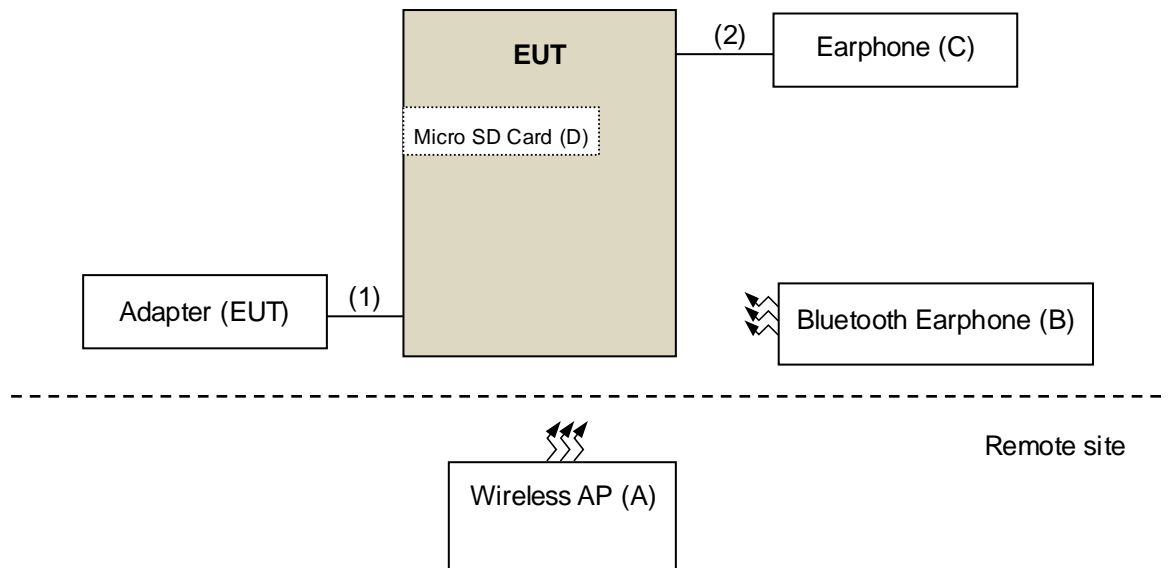 EUT
(2)
Earphone (C)
Micro SD Card (D)
Adapter (EUT)
(1)
Bluetooth Earphone (B)
Remote site
Wireless AP (A)